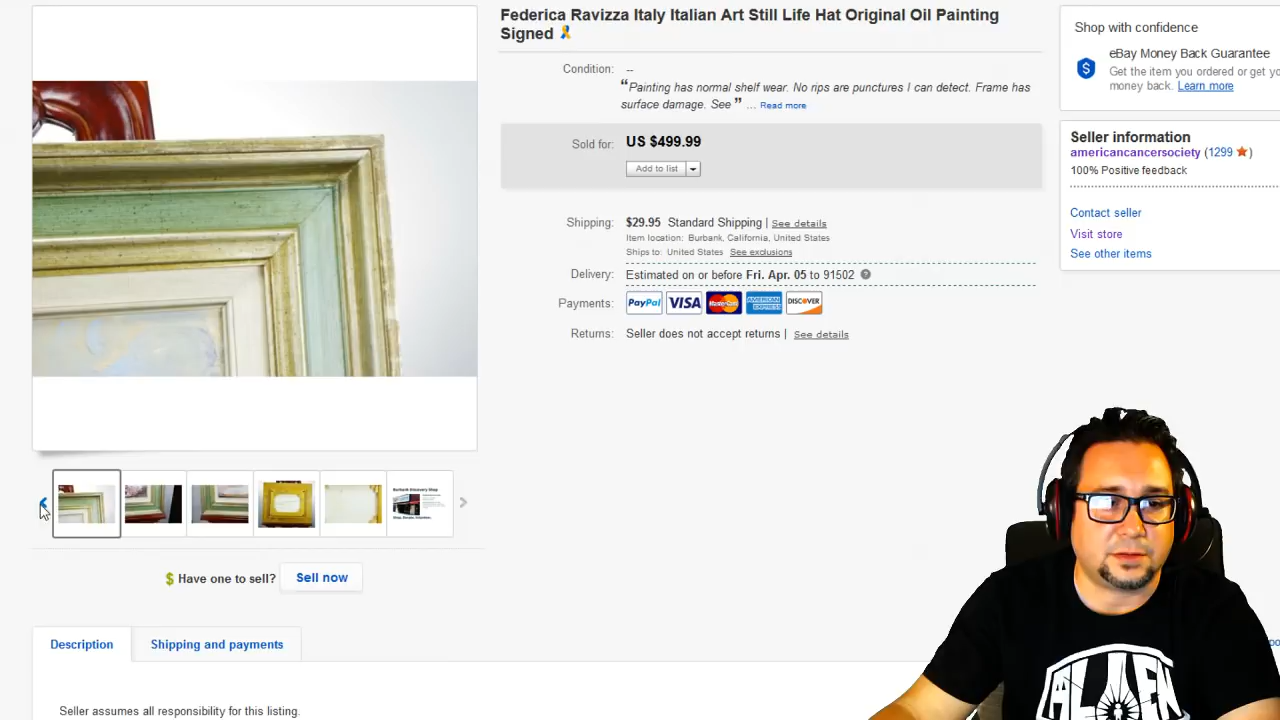 Federica Ravizza Italy Italian Art Still Life Hat Original Oil Painting
Signed
Condition: --
“Painting has normal shelf wear. No rips are punctures I can detect. Frame has
surface damage. See ” ... Read more
Sold for: US $499.99
Add to list
Shipping: $29.95 Standard Shipping | See details
Item location: Burbank, California, United States
Ships to: United States See exclusions
Delivery: Estimated on or before Fri. Apr. 05 to 91502
Payments: PayPal VISA MasterCard AMERICAN EXPRESS DISCOVER
Returns: Seller does not accept returns | See details
Shop with confidence
eBay Money Back Guarantee
Get the item you ordered or get yo
money back. Learn more
Seller information
americancancersociety (1299 )
100% Positive feedback
Contact seller
Visit store
See other items
Burbank Discovery Shop
$ Have one to sell? Sell now
Description
Shipping and payments
Seller assumes all responsibility for this listing.
ALIEN